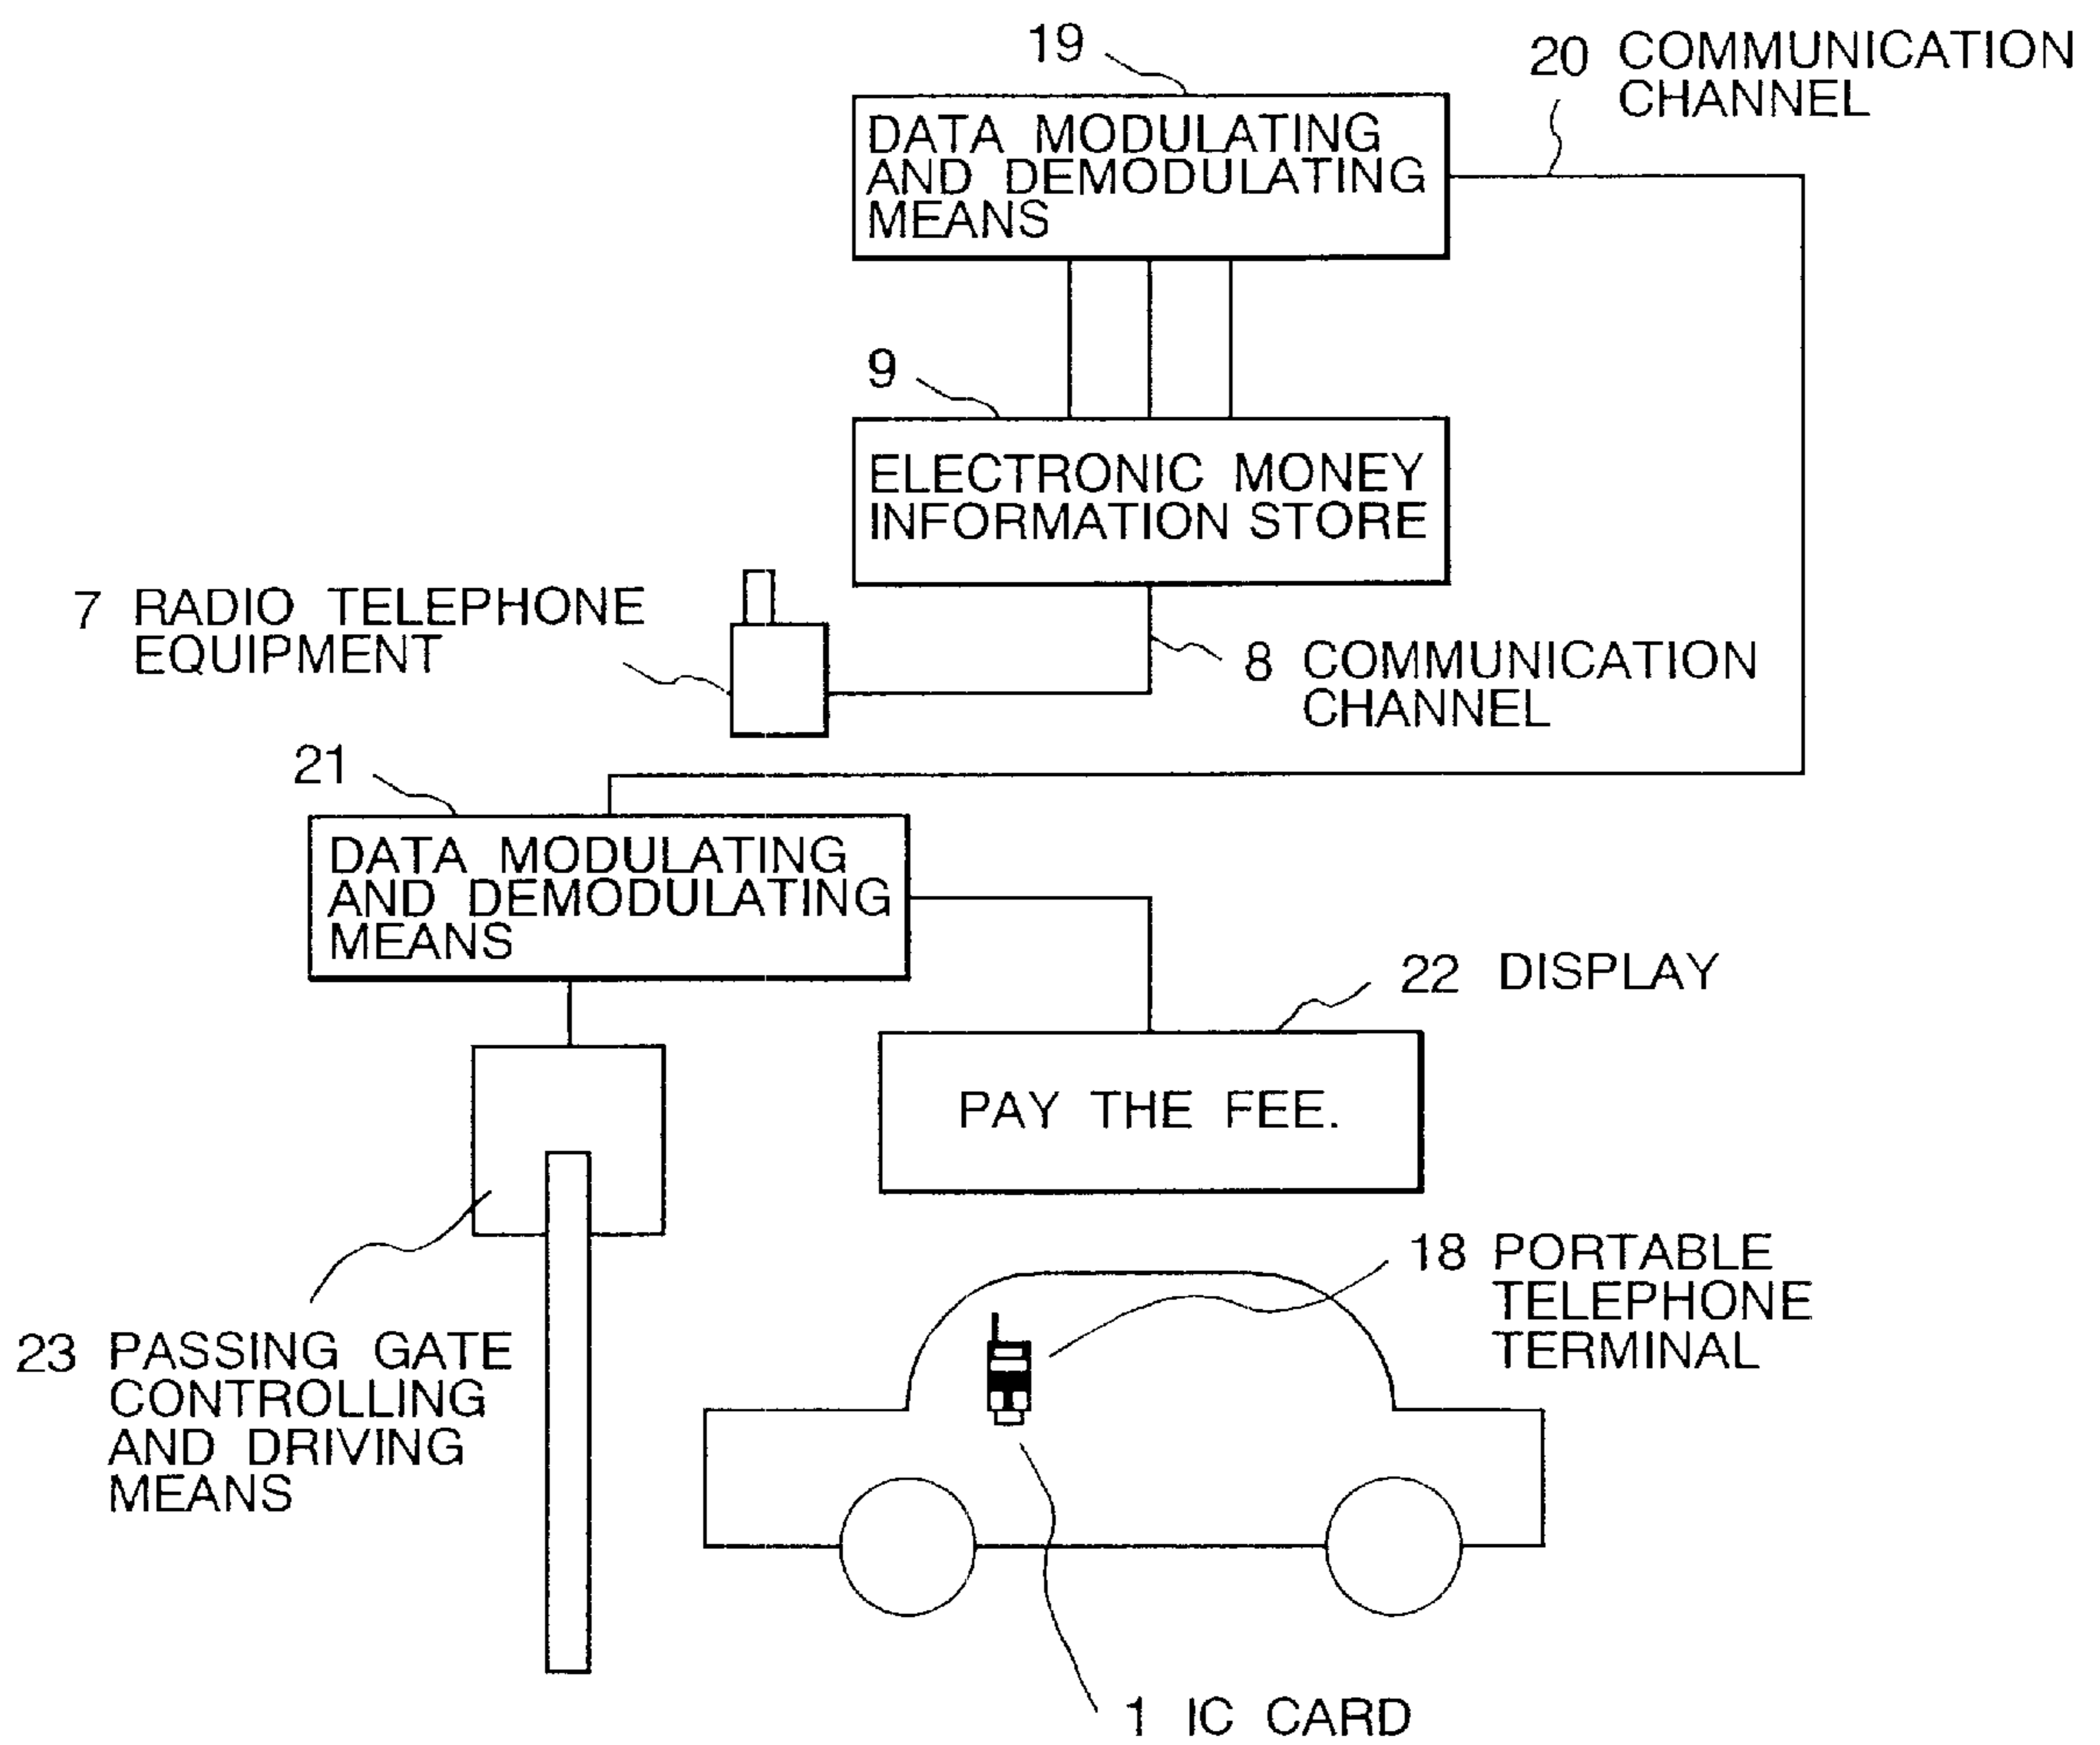 19
20 COMMUNICATION
CHANNEL
DATA MODULATING
AND DEMODULATING
MEANS
9
ELECTRONIC MONEY
INFORMATION STORE
7 RADIO TELEPHONE
EQUIPMENT
8 COMMUNICATION
CHANNEL
21
DATA MODULATING
AND DEMODULATING
MEANS
22 DISPLAY
PAY THE FEE.
18 PORTABLE
TELEPHONE
TERMINAL
23 PASSING GATE
CONTROLLING
AND DRIVING
MEANS
1 IC CARD